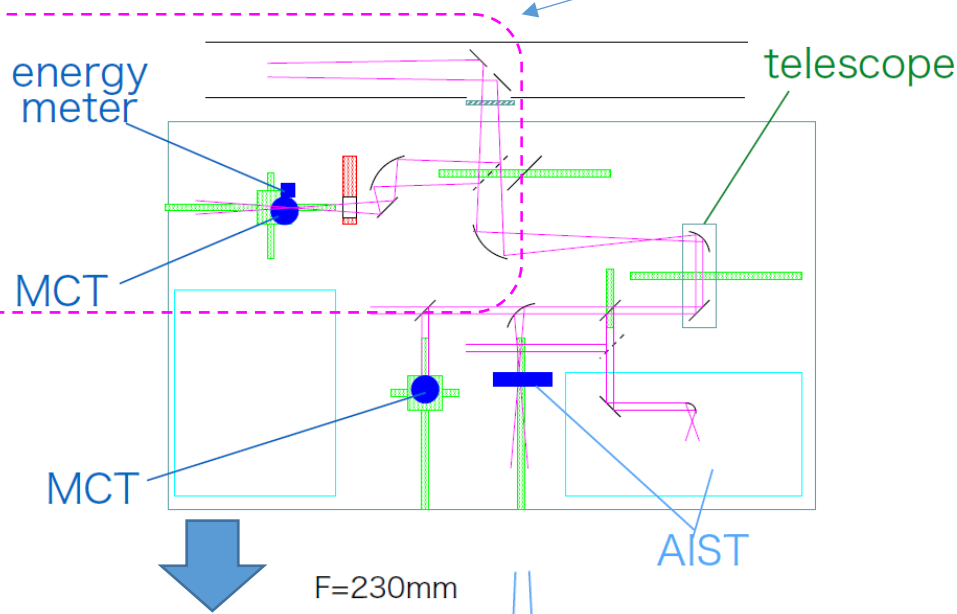 energy
meter
telescope
MCT
MCT
AIST
F=230mm